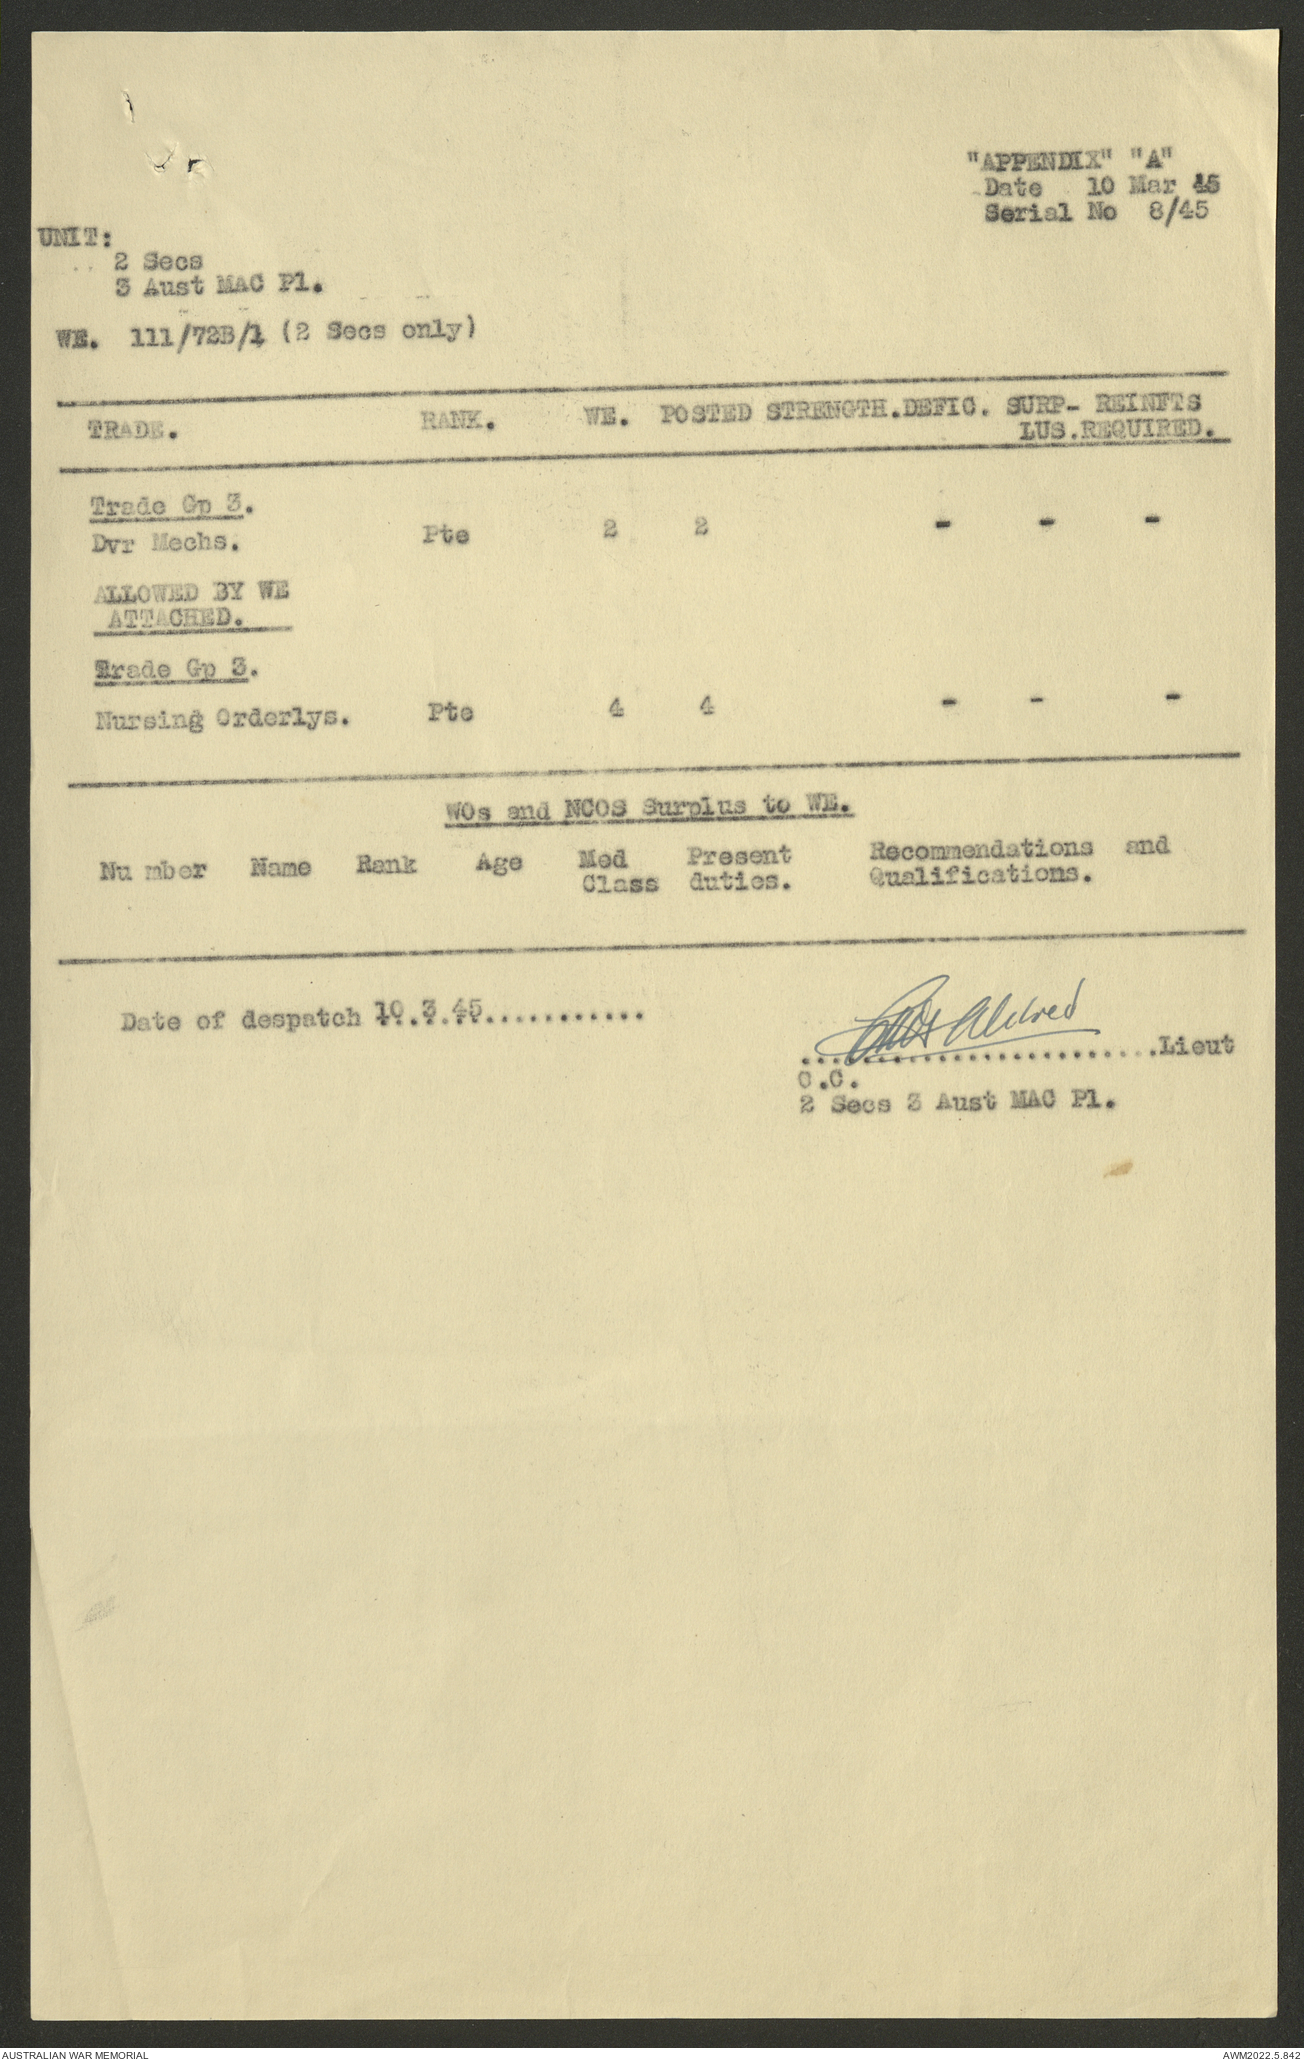 "APPENDIX" "A"
Date 10 Mar 45
Serial No 8/45
UNIT:
2 Secs
3 Aust MAC Pl.
WE. 111/72B/1 (2 Secs only)
TRADE. RANK. WE. POSTED STRENGTH. DEFIC. SURP- REINFTS
LUS. REQUIRED.
Trade Gp 3.
Dvr Mechs. Pte 2 2 - - -
ALLOWED BY WE
ATTACHED.
Trade Gp 3.
Nursing Orderlys. Pte 4 4 - - -
WOs and NCOS Surplus to WE.
Nu mber Name Rank Age Med Present Recommendations and
Class duties. Qualifications.
Date of despatch 10.3.45............
Aldred
...........................Lieut
O.C.
2 Secs 3 Aust MAC Pl.
AUSTRALIAN WAR MEMORIAL AWM2022.5.842